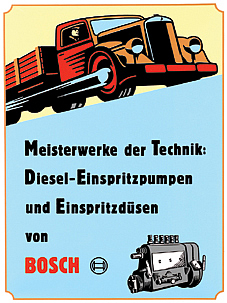 Meisterwerke der Technik:
Diesel-Einspritzpumpen
und Einspritzdüsen
von
BOSCH